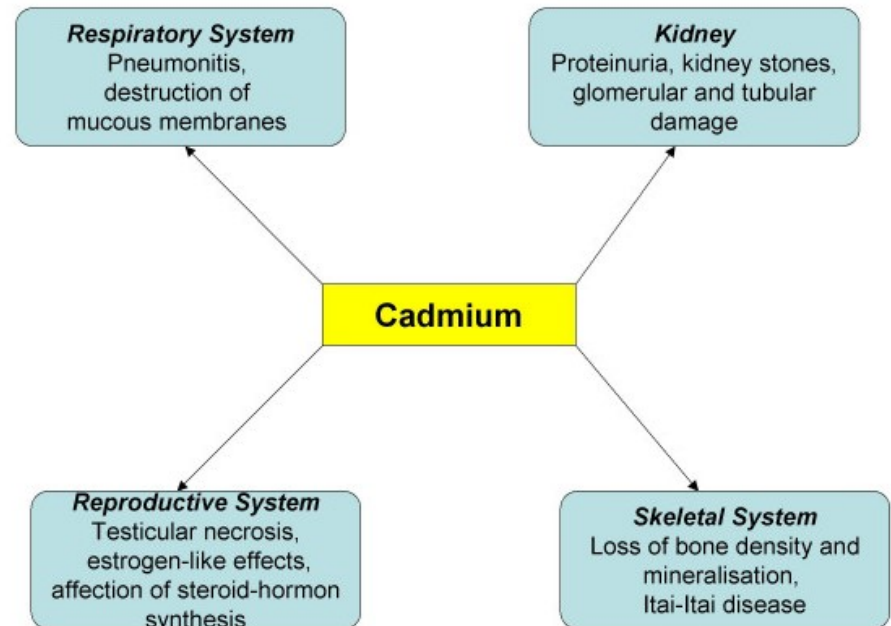 Respiratory System
Pneumonitis,
destruction of
mucous membranes
Kidney
Proteinuria, kidney stones,
glomerular and tubular
damage
Cadmium
Reproductive System
Testicular necrosis,
estrogen-like effects,
affection of steroid-hormon
synthesis
Skeletal System
Loss of bone density and
mineralisation,
Itai-Itai disease